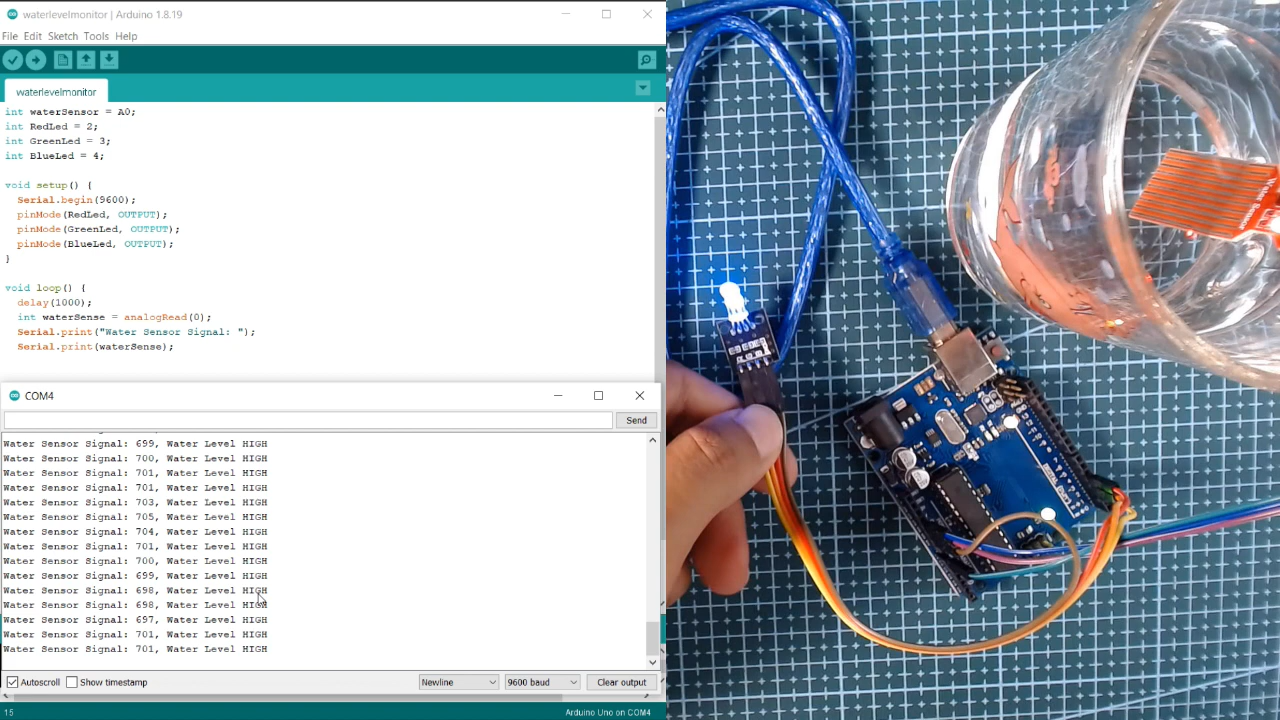 waterlevelmonitor | Arduino 1.8.19
File Edit Sketch Tools Help
waterlevelmonitor
int waterSensor = A0;
int RedLed = 2;
int GreenLed = 3;
int BlueLed = 4;
void setup() {
Serial.begin(9600);
pinMode(RedLed, OUTPUT);
pinMode(GreenLed, OUTPUT);
pinMode(BlueLed, OUTPUT);
}
void loop() {
delay(1000);
int waterSense = analogRead(0);
Serial.print("Water Sensor Signal: ");
Serial.print(waterSense);
COM4
Send
Water Sensor Signal: 699, Water Level HIGH
Water Sensor Signal: 700, Water Level HIGH
Water Sensor Signal: 701, Water Level HIGH
Water Sensor Signal: 701, Water Level HIGH
Water Sensor Signal: 703, Water Level HIGH
Water Sensor Signal: 705, Water Level HIGH
Water Sensor Signal: 704, Water Level HIGH
Water Sensor Signal: 701, Water Level HIGH
Water Sensor Signal: 700, Water Level HIGH
Water Sensor Signal: 699, Water Level HIGH
Water Sensor Signal: 698, Water Level HIGH
Water Sensor Signal: 698, Water Level HIGH
Water Sensor Signal: 697, Water Level HIGH
Water Sensor Signal: 701, Water Level HIGH
Water Sensor Signal: 701, Water Level HIGH
Autoscroll Show timestamp Newline 9600 baud Clear output
15 Arduino Uno on COM4
Water Sensor